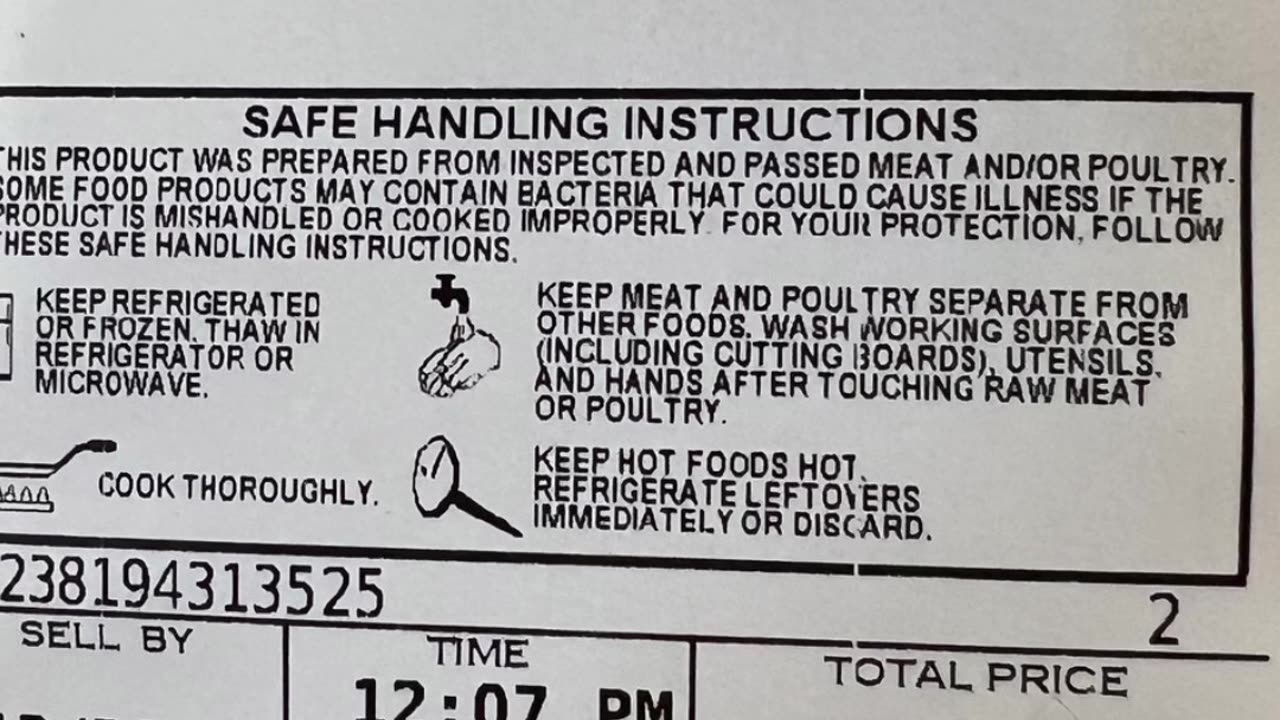 SAFE HANDLING INSTRUCTIONS
THIS PRODUCT WAS PREPARED FROM INSPECTED AND PASSED MEAT AND/OR POULTRY.
SOME FOOD PRODUCTS MAY CONTAIN BACTERIA THAT COULD CAUSE ILLNESS IF THE
PRODUCT IS MISHANDLED OR COOKED IMPROPERLY. FOR YOUR PROTECTION, FOLLOW
THESE SAFE HANDLING INSTRUCTIONS.
KEEP REFRIGERATED
OR FROZEN. THAW IN
REFRIGERATOR OR
MICROWAVE.
KEEP MEAT AND POULTRY SEPARATE FROM
OTHER FOODS. WASH WORKING SURFACES
(INCLUDING CUTTING BOARDS), UTENSILS,
AND HANDS AFTER TOUCHING RAW MEAT
OR POULTRY.
COOK THOROUGHLY.
KEEP HOT FOODS HOT.
REFRIGERATE LEFTOVERS
IMMEDIATELY OR DISCARD.
238194313525
2
SELL BY
TIME
TOTAL PRICE
12:07 PM